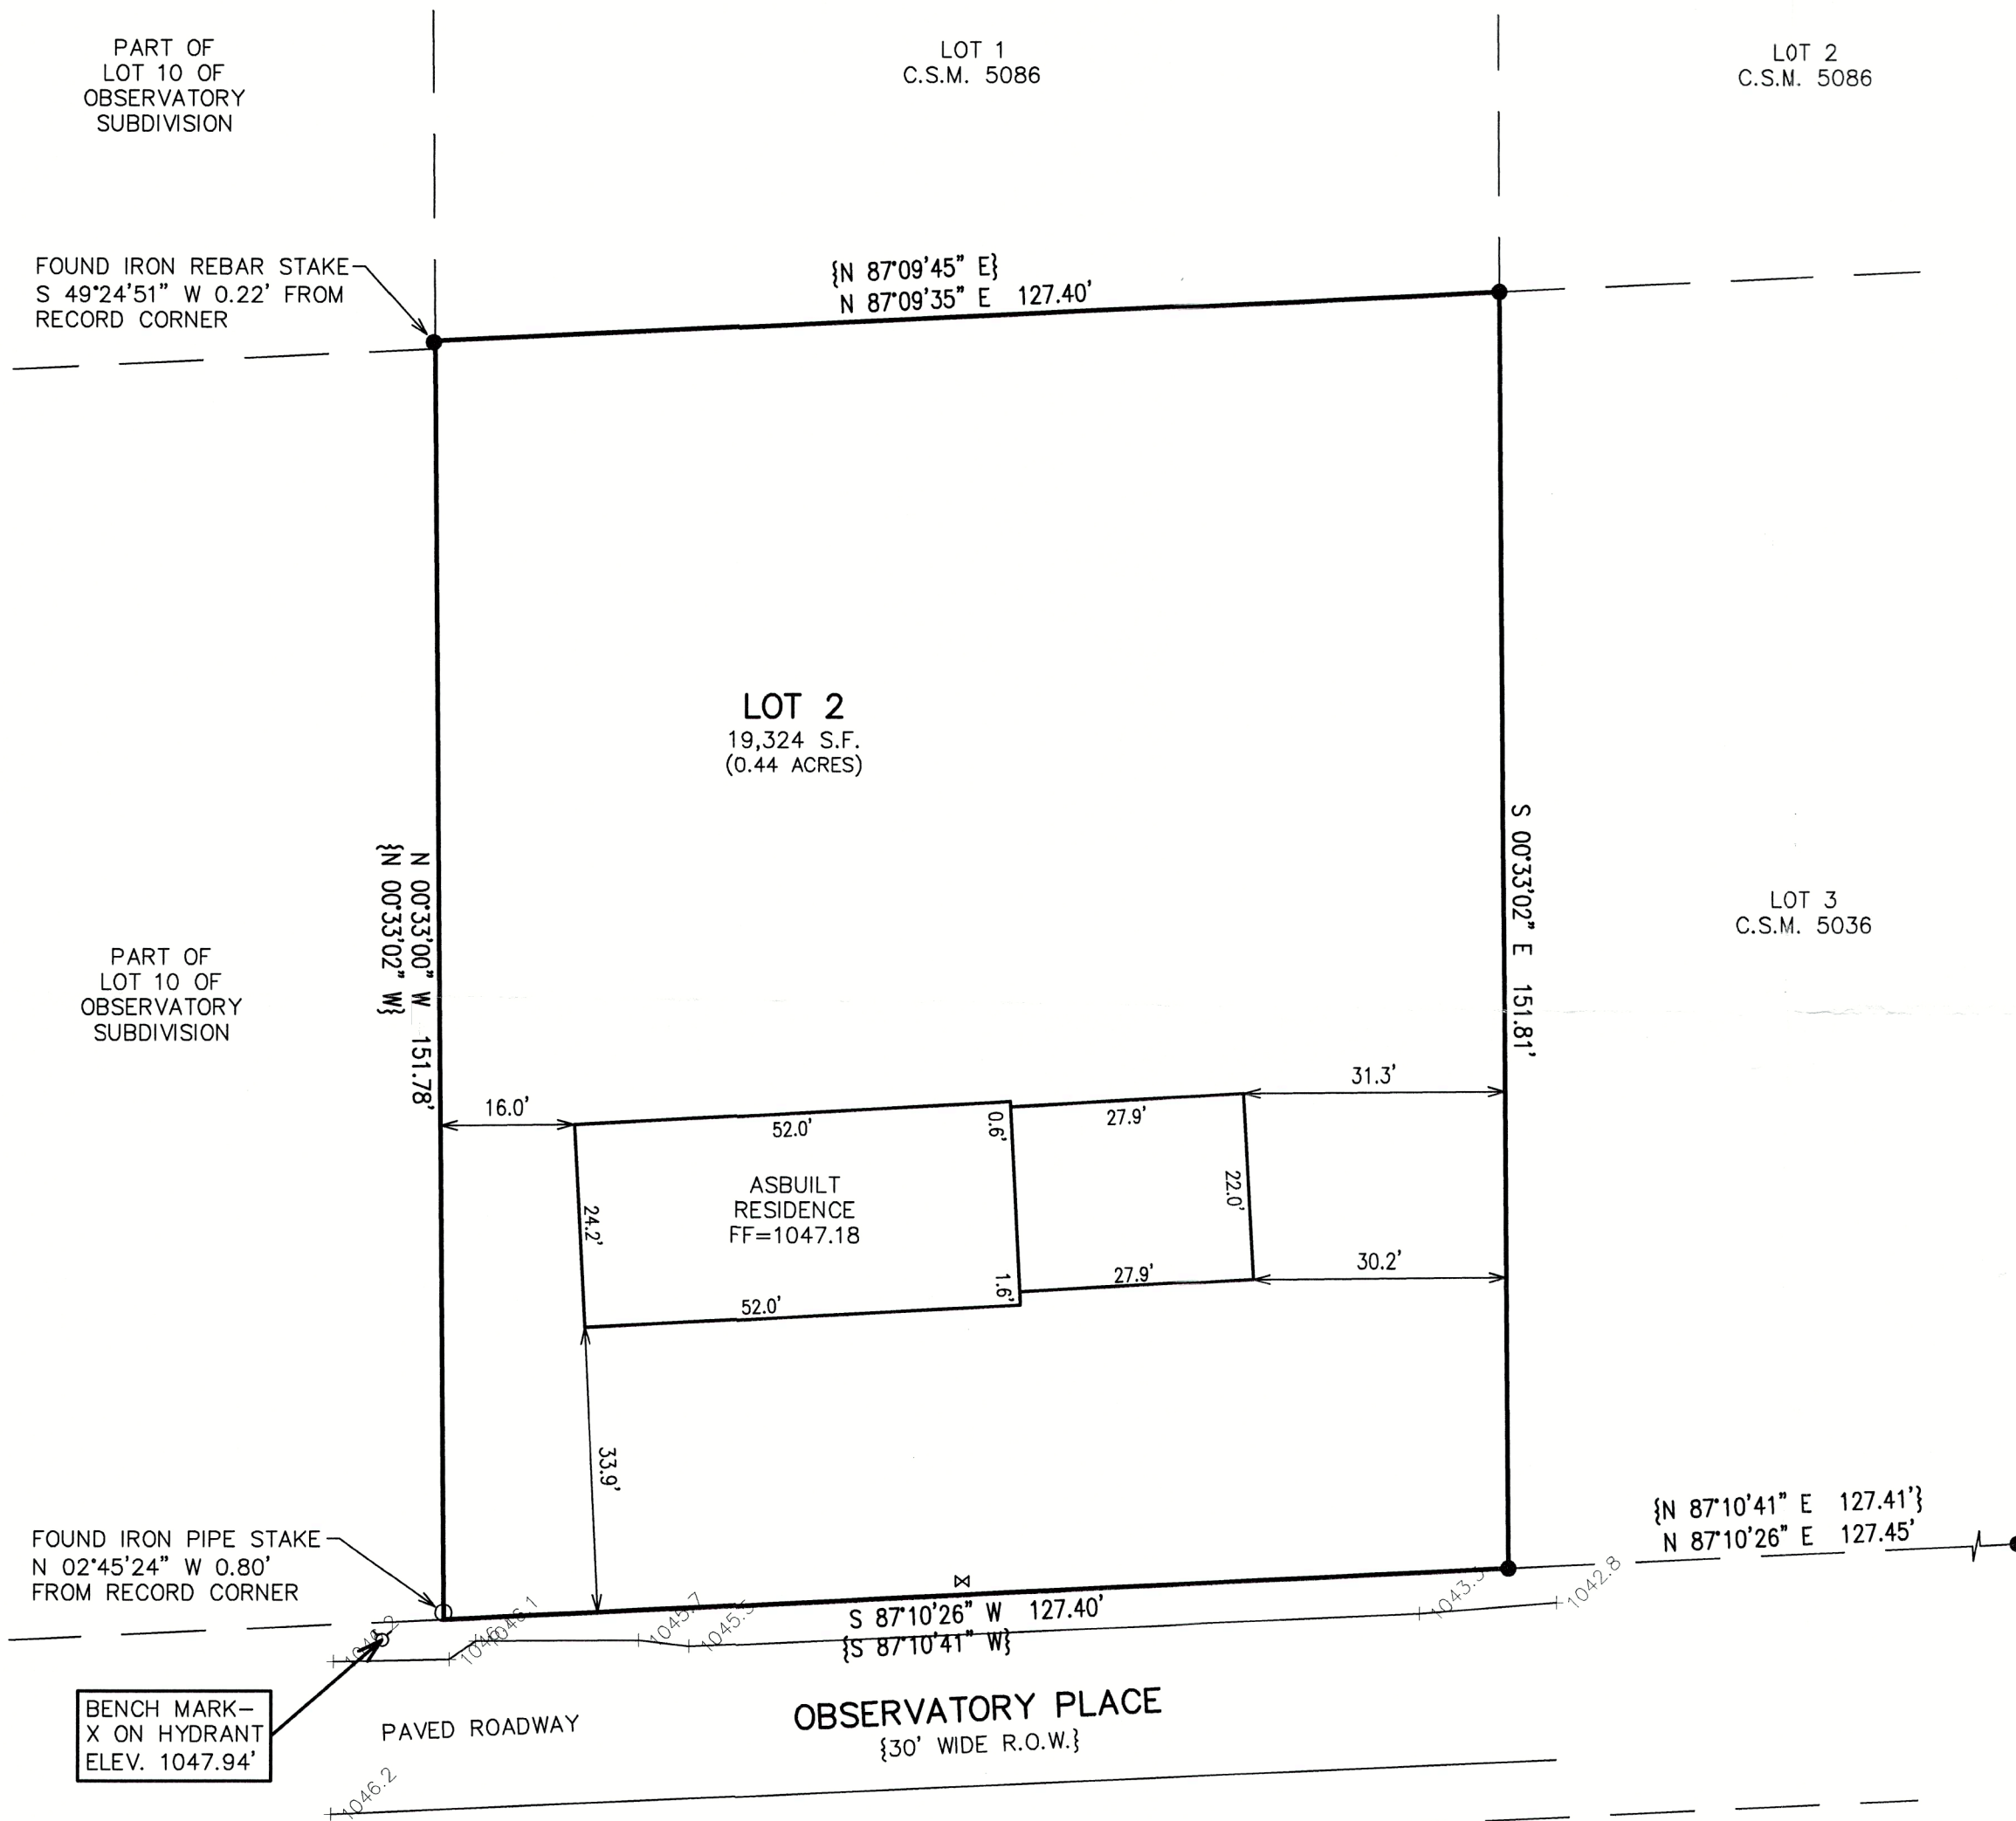 PART OF
LOT 10 OF
OBSERVATORY
SUBDIVISION
LOT 1
C.S.M. 5086
LOT 2
C.S.M. 5086
FOUND IRON REBAR STAKE
S 49°24'51" W 0.22' FROM
RECORD CORNER
{N 87°09'45" E}
N 87°09'35" E 127.40'
LOT 2
19,324 S.F.
(0.44 ACRES)
N 00°33'00" W 151.78'
{N 00°33'02" W}
S 00°33'02" E 151.81'
LOT 3
C.S.M. 5036
PART OF
LOT 10 OF
OBSERVATORY
SUBDIVISION
16.0'
52.0'
0.6'
27.9'
31.3'
ASBUILT
RESIDENCE
FF=1047.18
24.2'
22.0'
52.0'
1.6'
27.9'
30.2'
33.9'
{N 87°10'41" E 127.41'}
N 87°10'26" E 127.45'
FOUND IRON PIPE STAKE
N 02°45'24" W 0.80'
FROM RECORD CORNER
1046.1
1045.7
1045.5
1042.8
S 87°10'26" W 127.40'
{S 87°10'41" W}
BENCH MARK-
X ON HYDRANT
ELEV. 1047.94'
PAVED ROADWAY
OBSERVATORY PLACE
{30' WIDE R.O.W.}
1046.2